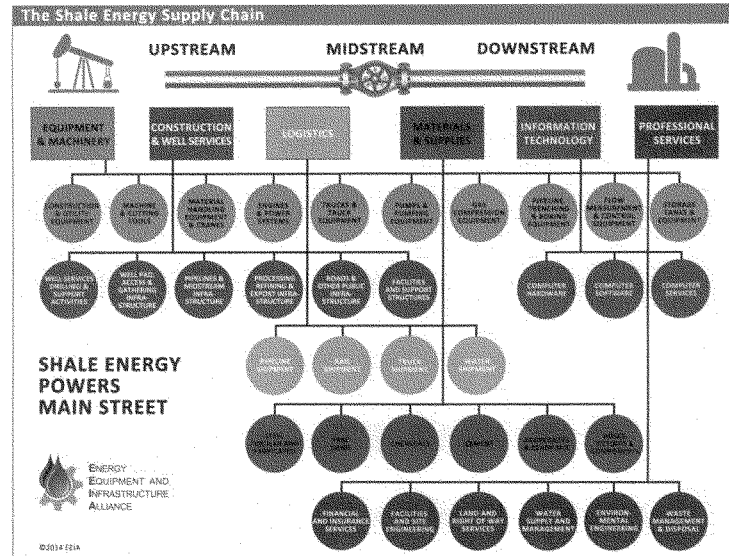 The Shale Energy Supply Chain
UPSTREAM
MIDSTREAM
DOWNSTREAM
EQUIPMENT
& MACHINERY
CONSTRUCTION
& WELL SERVICES
LOGISTICS
MATERIALS
& SUPPLIES
INFORMATION
TECHNOLOGY
PROFESSIONAL
SERVICES
CONSTRUCTION
& UTILITY
EQUIPMENT
MACHINE
& CUTTING
TOOLS
MATERIAL
HANDLING
EQUIPMENT
& CRANES
ENGINES
& POWER
SYSTEMS
TRUCKS &
TRUCK
EQUIPMENT
PUMPS &
PUMPING
EQUIPMENT
GAS
COMPRESSION
EQUIPMENT
PIPELINE,
TRENCHING
& BORING
EQUIPMENT
FLOW
MEASUREMENT
& CONTROL
EQUIPMENT
STORAGE
TANKS &
EQUIPMENT
WELL SERVICES
DRILLING &
SUPPORT
ACTIVITIES
WELL PAD,
ACCESS &
GATHERING
INFRA-
STRUCTURE
PIPELINES &
MIDSTREAM
INFRA-
STRUCTURE
PROCESSING
REFINING &
EXPORT INFRA-
STRUCTURE
ROADS &
OTHER PUBLIC
INFRA-
STRUCTURE
FACILITIES
AND SUPPORT
STRUCTURES
COMPUTER
HARDWARE
COMPUTER
SOFTWARE
COMPUTER
SERVICES
SHIPMENT
SHIPMENT
TRUCK
SHIPMENT
SHIPMENT
SHALE ENERGY
POWERS
MAIN STREET
CHEMICALS
CEMENT
ENERGY
EQUIPMENT AND
INFRASTRUCTURE
ALLIANCE
FINANCIAL
AND INSURANCE
SERVICES
FACILITIES
AND SITE
ENGINEERING
LAND AND
RIGHT OF WAY
SERVICES
WATER
SUPPLY AND
MANAGEMENT
ENVIRON-
MENTAL
ENGINEERING
WASTE
MANAGEMENT
& DISPOSAL
©2014 EEIA